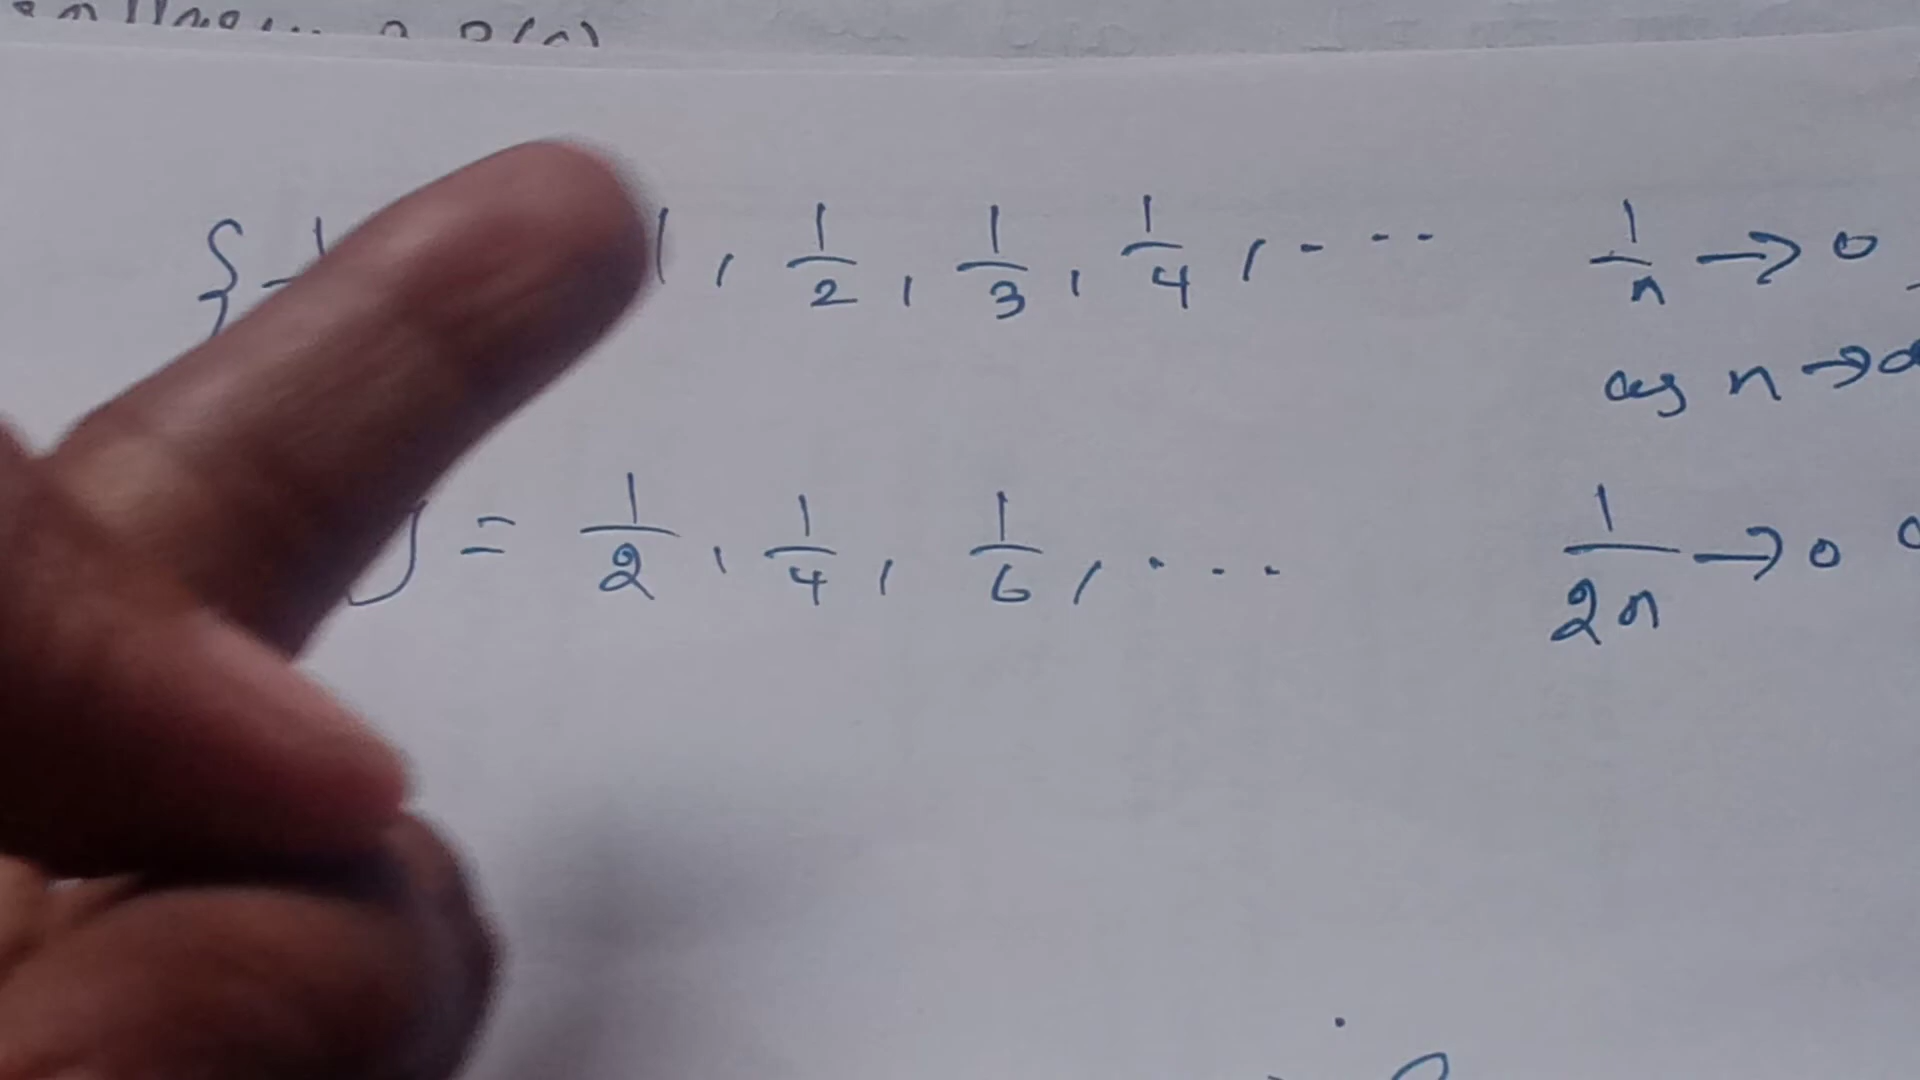 { 1 , 1/2 , 1/3 , 1/4 , . . . . 1/n → 0
as n →
} = 1/2 , 1/4 , 1/6 , . . . 1/2n → 0